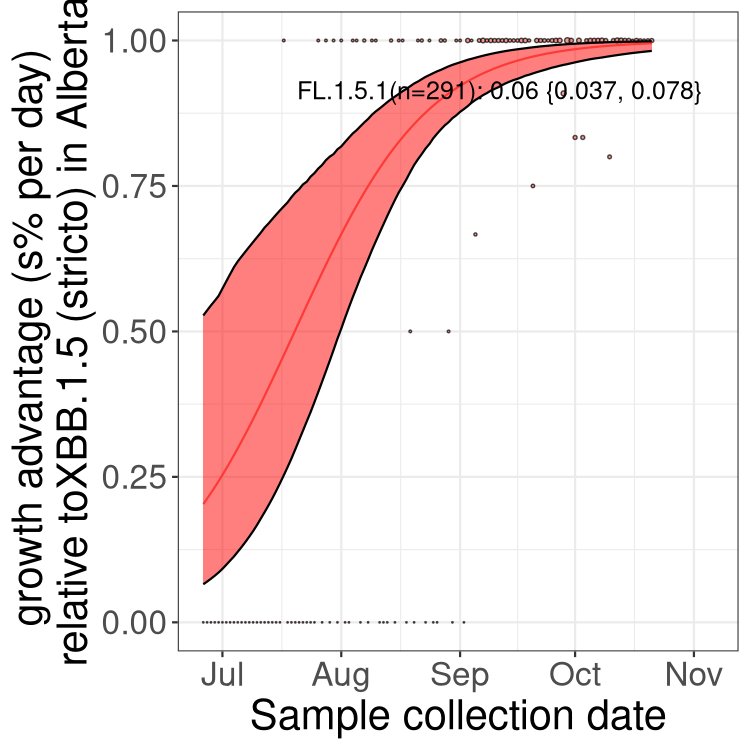 growth advantage (s% per day)
relative toXBB.1.5 (stricto) in Alberta
1.00
0.75
0.50
0.25
0.00
FL.1.5.1(n=291): 0.06 {0.037, 0.078}
Jul Aug Sep Oct Nov
Sample collection date